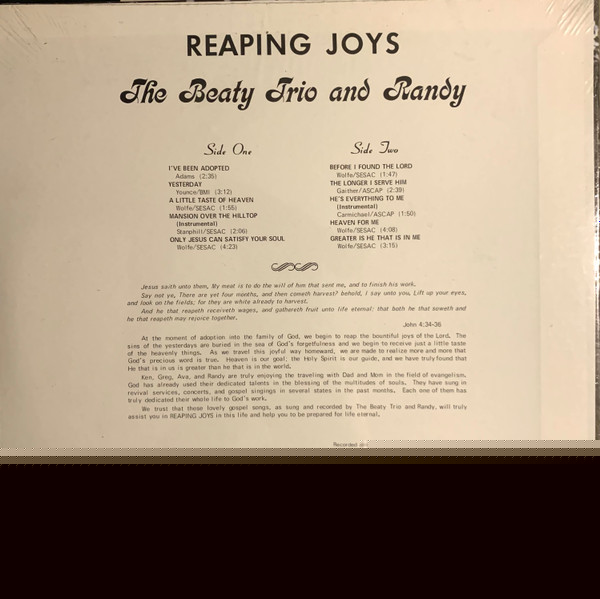 REAPING JOYS
The Beaty Trio and Randy
Side One
I'VE BEEN ADOPTED
Adams (2:35)
YESTERDAY
Younce/BMI (3:12)
A LITTLE TASTE OF HEAVEN
Wolfe/SESAC (1:55)
MANSION OVER THE HILLTOP
(Instrumental)
Stanphill/SESAC (2:06)
ONLY JESUS CAN SATISFY YOUR SOUL
Wolfe/SESAC (4:23)
Side Two
BEFORE I FOUND THE LORD
Wolfe/SESAC (1:47)
THE LONGER I SERVE HIM
Gaither/ASCAP (2:39)
HE'S EVERYTHING TO ME
(Instrumental)
Carmichael/ASCAP (1:50)
HEAVEN FOR ME
Wolfe/SESAC (4:08)
GREATER IS HE THAT IS IN ME
Wolfe/SESAC (3:15)
Jesus saith unto them, My meat is to do the will of him that sent me, and to finish his work.
Say not ye, There are yet four months, and then cometh harvest? behold, I say unto you, Lift up your eyes,
and look on the fields; for they are white already to harvest.
And he that reapeth receiveth wages, and gathereth fruit unto life eternal: that both he that soweth and
he that reapeth may rejoice together.
John 4:34-36
At the moment of adoption into the family of God, we begin to reap the bountiful joys of the Lord. The
sins of the yesterdays are buried in the sea of God's forgetfulness and we begin to receive just a little taste
of the heavenly things. As we travel this joyful way homeward, we are made to realize more and more that
God's precious word is true. Heaven is our goal; the Holy Spirit is our guide, and we have truly found that
He that is in us is greater than he that is in the world.
Ken, Greg, Ava, and Randy are truly enjoying the traveling with Dad and Mom in the field of evangelism.
God has already used their dedicated talents in the blessing of the multitudes of souls. They have sung in
revival services, concerts, and gospel singings in several states in the past months. Each one of them has
truly dedicated their whole life to God's work.
We trust that these lovely gospel songs, as sung and recorded by The Beaty Trio and Randy, will truly
assist you in REAPING JOYS in this life and help you to be prepared for life eternal.
Recorded